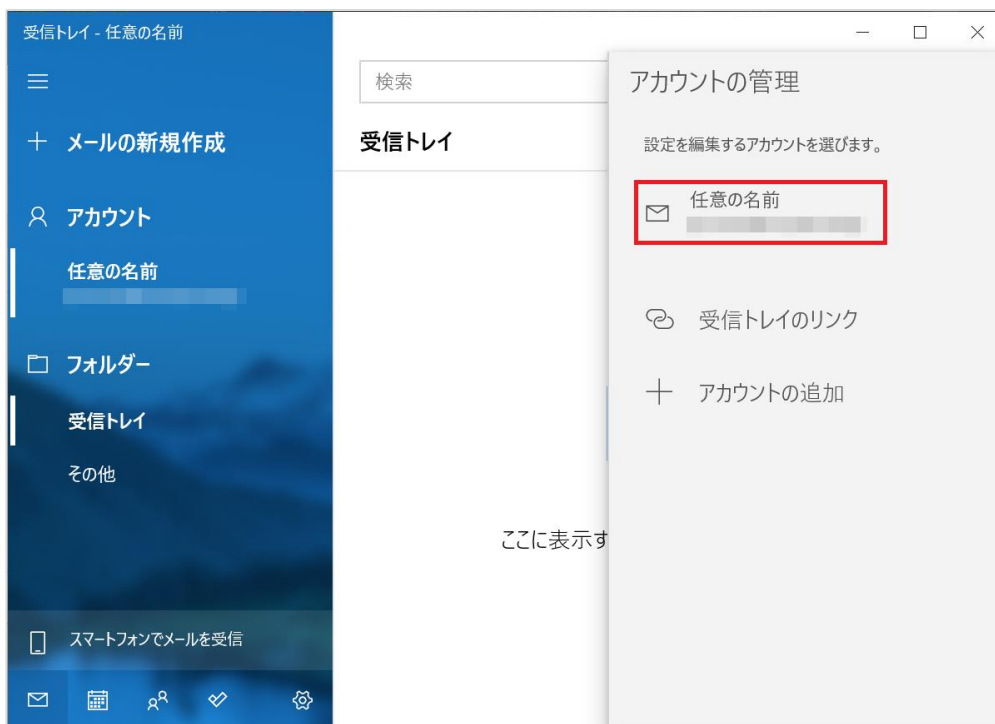 受信トレイ - 任意の名前
メールの新規作成
アカウント
任意の名前
フォルダー
受信トレイ
その他
スマートフォンでメールを受信
検索
受信トレイ
ここに表示す
アカウントの管理
設定を編集するアカウントを選びます。
任意の名前
受信トレイのリンク
アカウントの追加